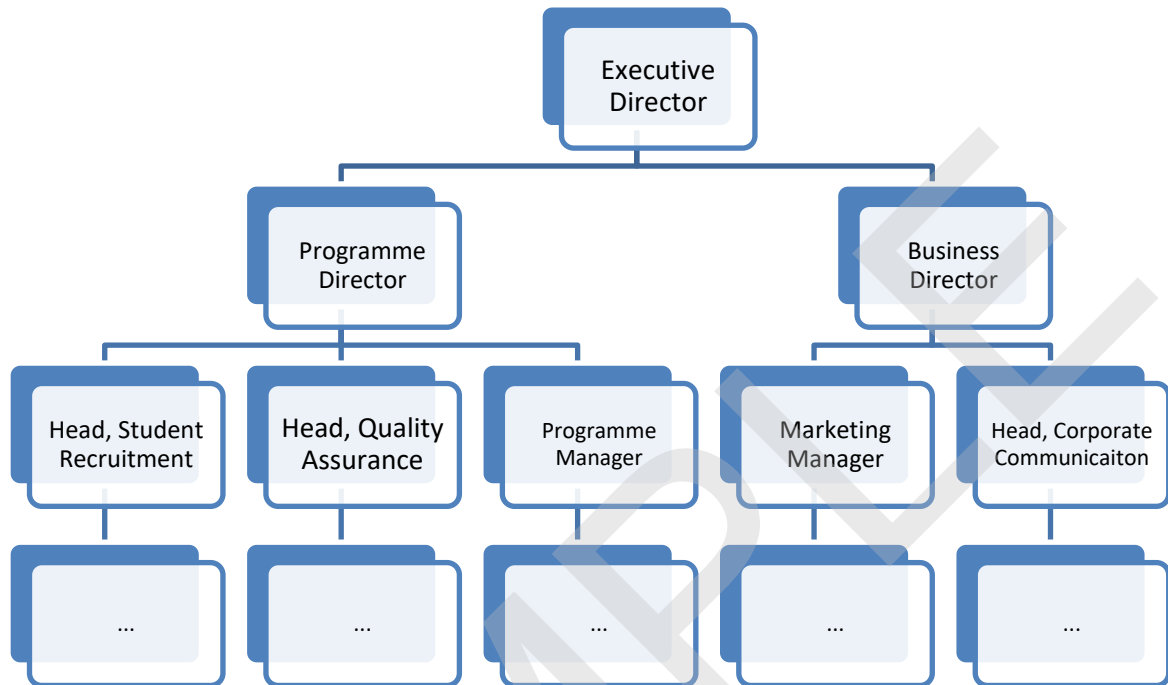 Executive
Director
Programme
Director
Business
Director
Head, Student
Recruitment
Head, Quality
Assurance
Programme
Manager
Marketing
Manager
Head, Corporate
Communicaiton
...
...
...
...
...
MPLE